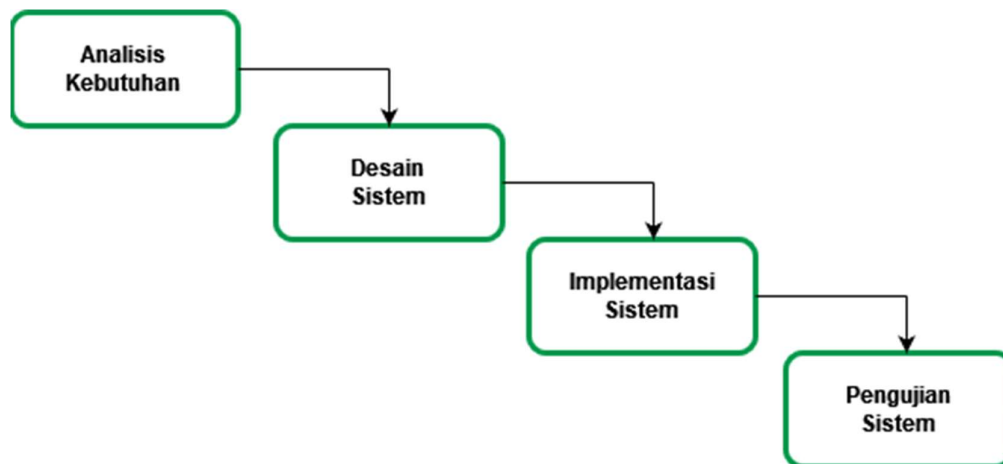 Analisis
Kebutuhan
Desain
Sistem
Implementasi
Sistem
Pengujian
Sistem